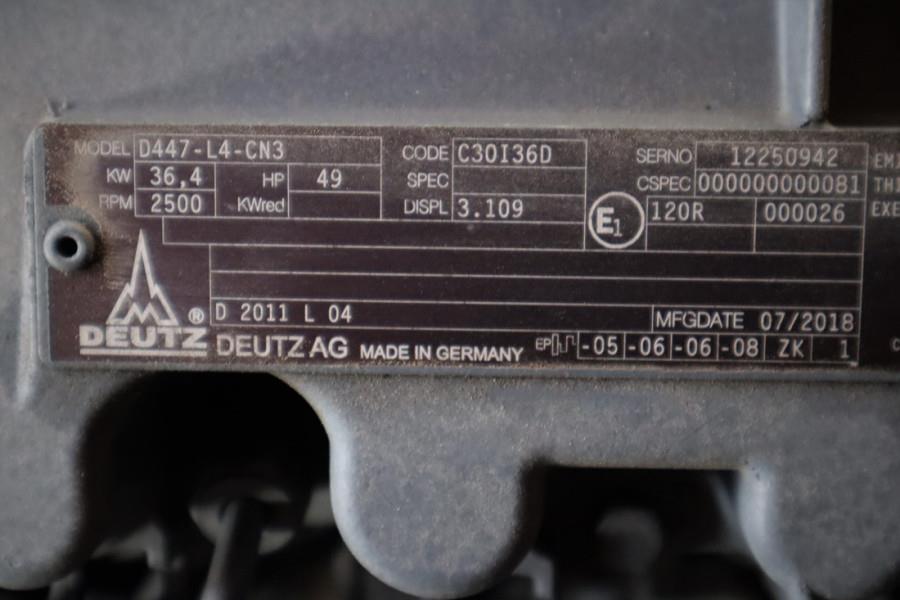 MODEL D447-L4-CN3 CODE C30I36D SERNO 12250942
KW 36,4 HP 49 SPEC CSPEC 000000000081
RPM 2500 KWred DISPL 3.109 E1 120R 000026
D 2011 L 04 MFGDATE 07/2018
DEUTZ® DEUTZ AG MADE IN GERMANY EP -05 -06 -06 -08 ZK 1